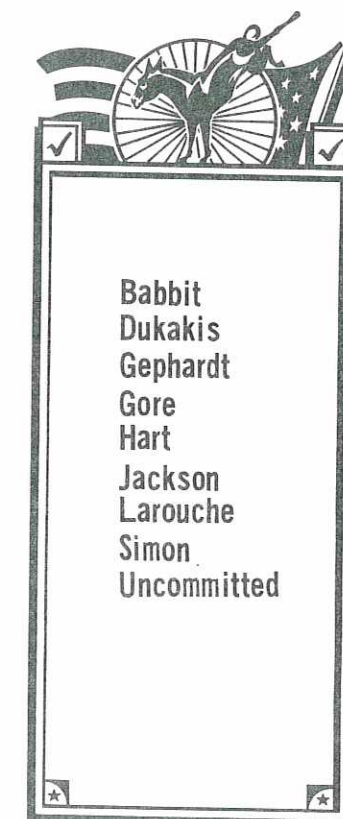 Babbit
Dukakis
Gephardt
Gore
Hart
Jackson
Larouche
Simon
Uncommitted